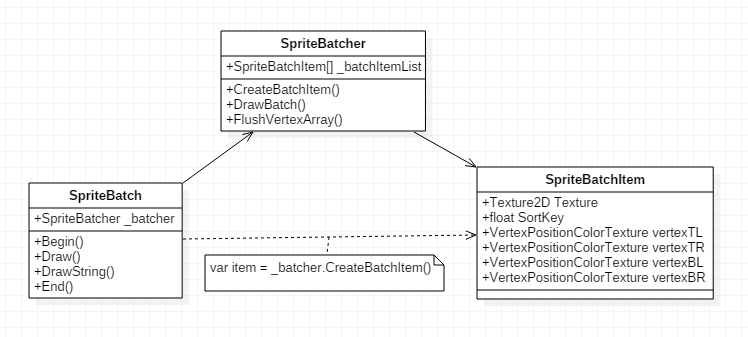 SpriteBatcher
+SpriteBatchItem[] _batchItemList
+CreateBatchItem()
+DrawBatch()
+FlushVertexArray()
SpriteBatch
+SpriteBatcher _batcher
+Begin()
+Draw()
+DrawString()
+End()
SpriteBatchItem
+Texture2D Texture
+float SortKey
+VertexPositionColorTexture vertexTL
+VertexPositionColorTexture vertexTR
+VertexPositionColorTexture vertexBL
+VertexPositionColorTexture vertexBR
var item = _batcher.CreateBatchItem()